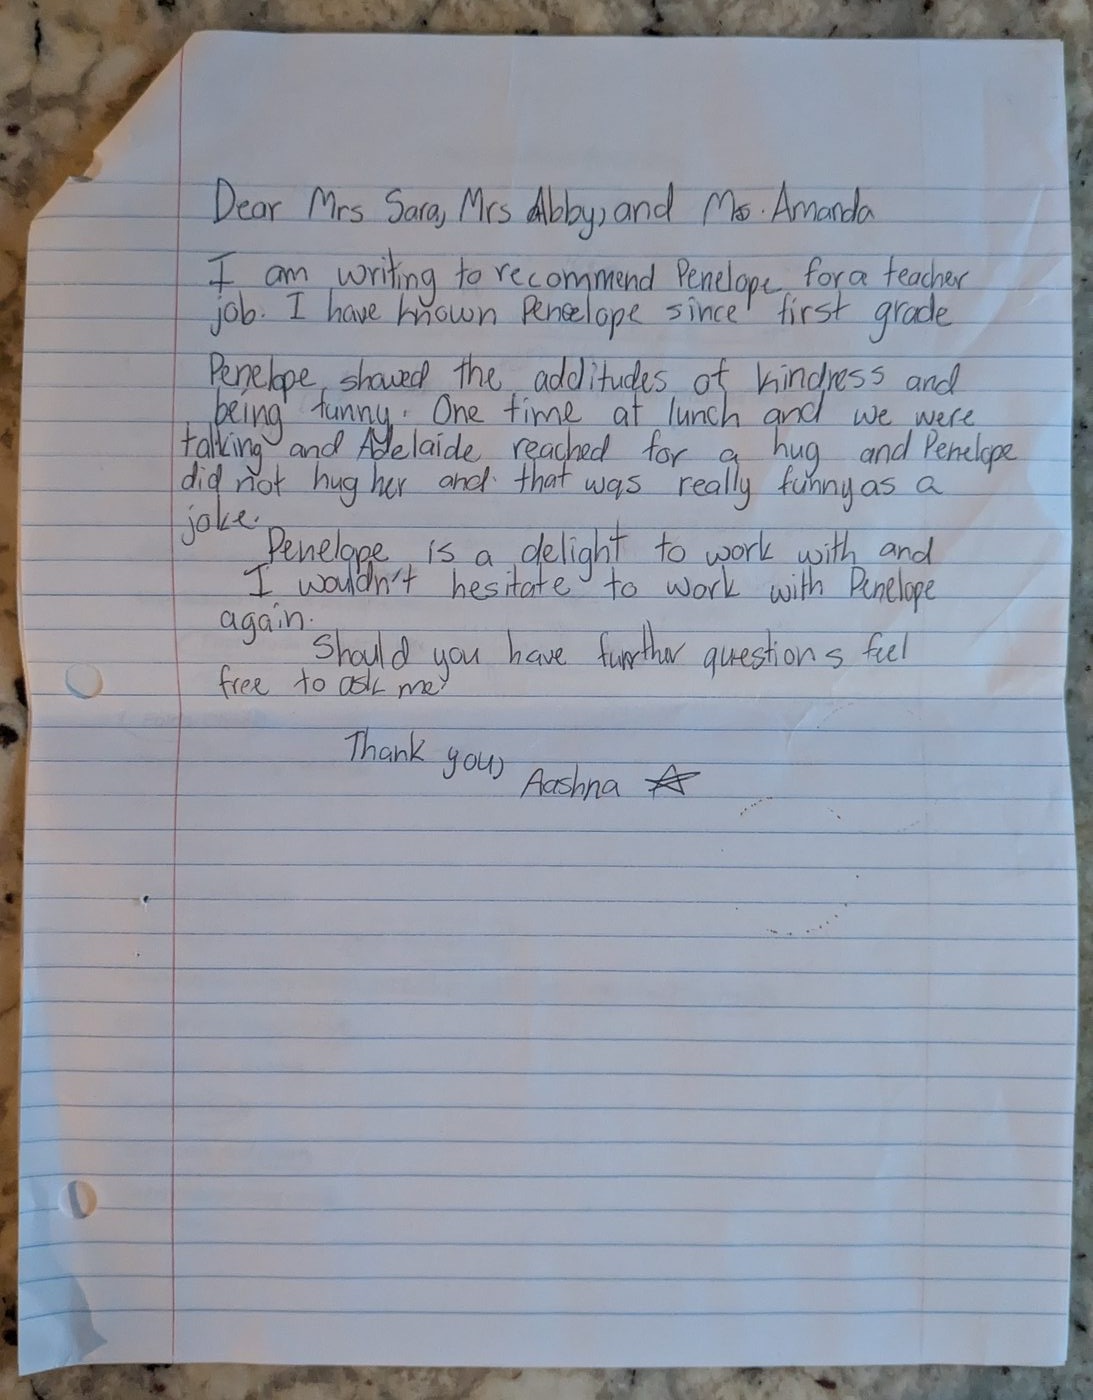 Dear Mrs Sara, Mrs Abby, and Ms. Amanda
I am writing to recommend Penelope for a teacher
job. I have known Penelope since first grade
Penelope showed the additudes of kindness and
being funny. One time at lunch and we were
talking and Adelaide reached for a hug and Penelope
did not hug her and that was really funny as a
joke.
Penelope is a delight to work with and
I wouldn't hesitate to work with Penelope
again.
Should you have further questions feel
free to ask me
Thank you,
Aashna